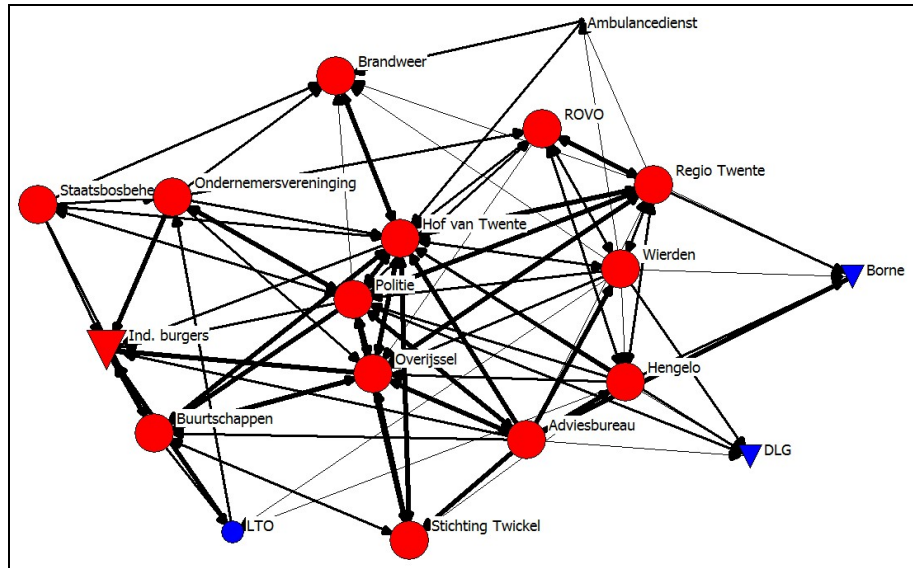 Ambulancedienst
Brandweer
ROVO
Regio Twente
Staatsbosbehe
Ondernemersvereninging
Hof van Twente
Wierden
Borne
Politie
Ind. burgers
Overijssel
Hengelo
Buurtschappen
Adviesbureau
DLG
LTO
Stichting Twickel